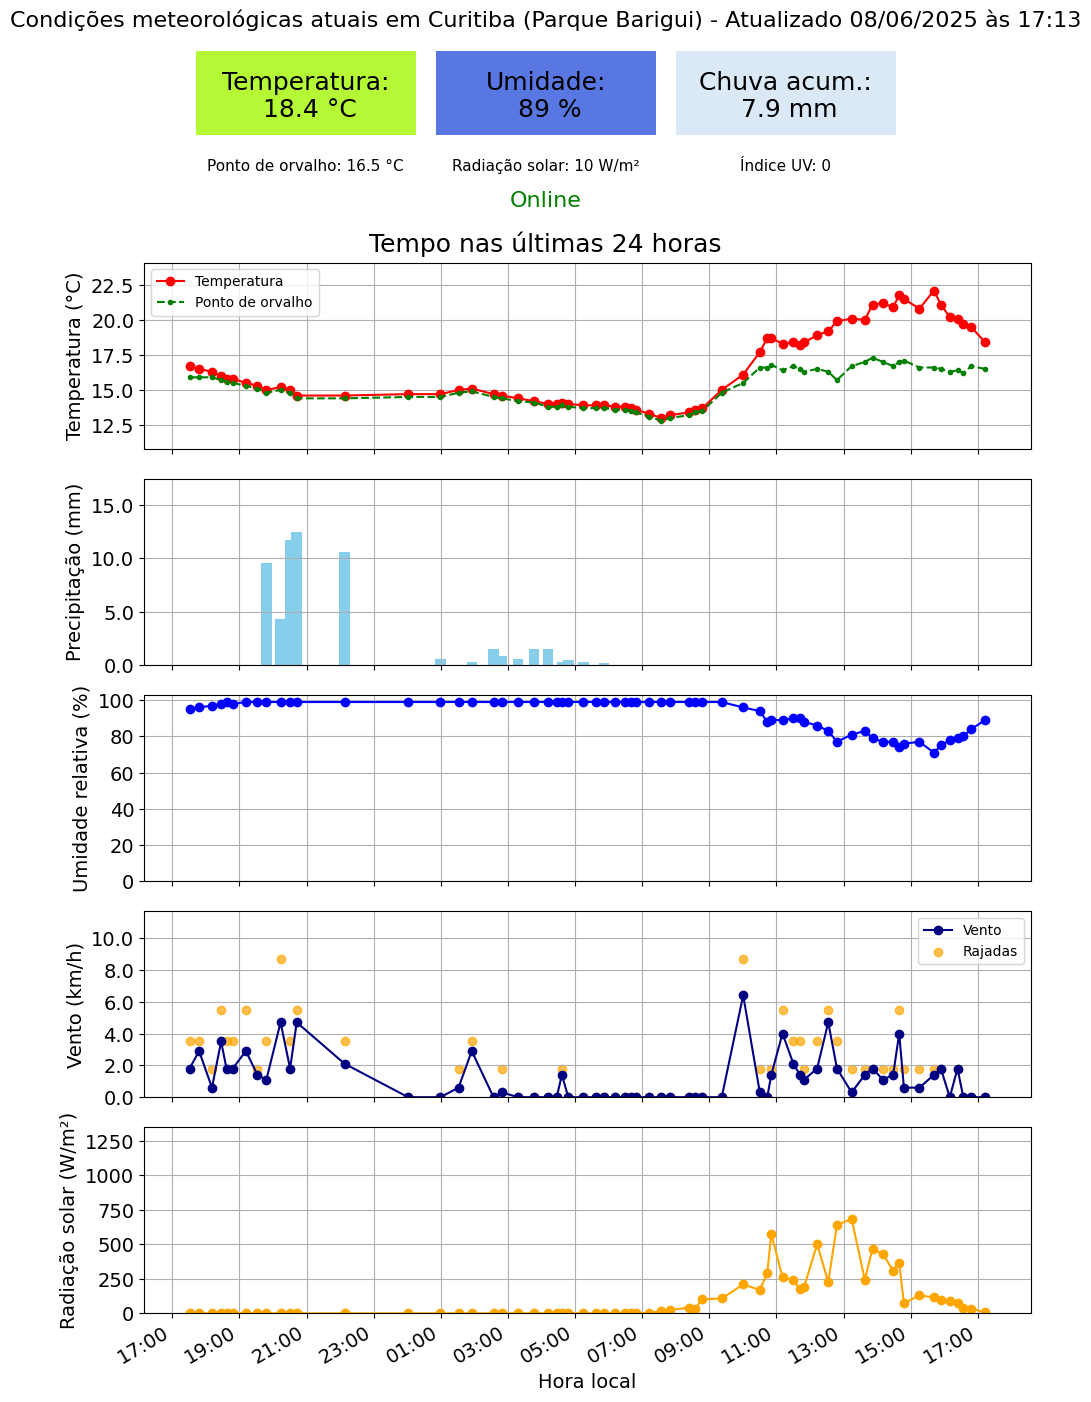 Condições meteorológicas atuais em Curitiba (Parque Barigui) - Atualizado 08/06/2025 às 17:13
Temperatura:
18.4 °C
Umidade:
89 %
Chuva acum.:
7.9 mm
Ponto de orvalho: 16.5 °C
Radiação solar: 10 W/m²
Índice UV: 0
Online
Tempo nas últimas 24 horas
Temperatura (°C)
22.5
20.0
17.5
15.0
12.5
Temperatura
Ponto de orvalho
Precipitação (mm)
15.0
10.0
5.0
0.0
Umidade relativa (%)
100
80
60
40
20
0
Vento (km/h)
10.0
8.0
6.0
4.0
2.0
0.0
Vento
Rajadas
Radiação solar (W/m²)
1250
1000
750
500
250
0
17:00
19:00
21:00
23:00
01:00
03:00
05:00
07:00
09:00
11:00
13:00
15:00
17:00
Hora local